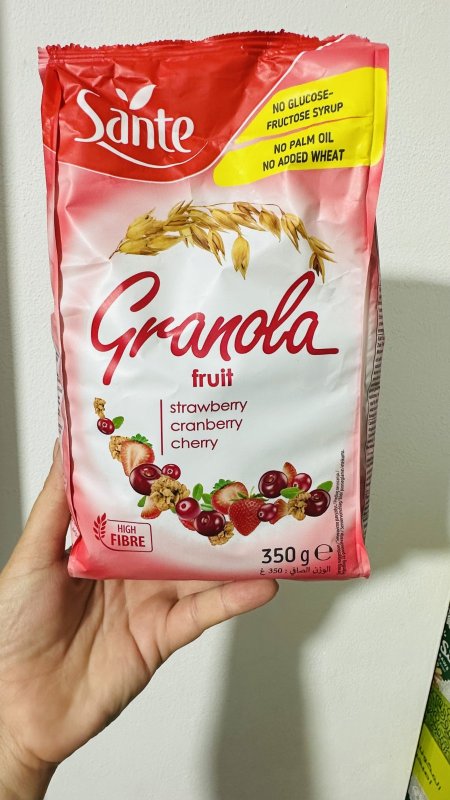 Sante
NO GLUCOSE-
FRUCTOSE SYRUP
NO PALM OIL
NO ADDED WHEAT
Granola
fruit
strawberry
cranberry
cherry
HIGH
FIBRE
350 g ℮
الوزن الصافي : 350 غ